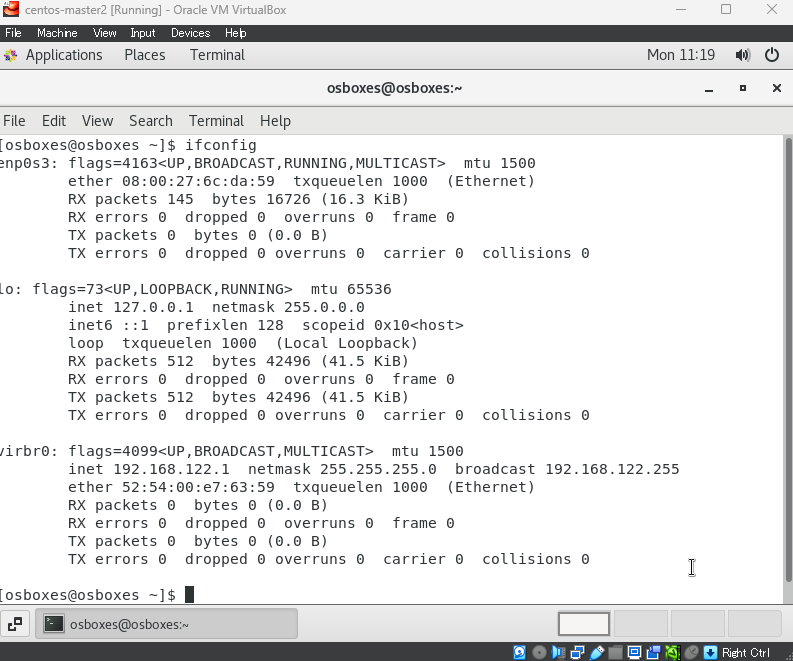 centos-master2 [Running] - Oracle VM VirtualBox
File Machine View Input Devices Help
Applications Places Terminal Mon 11:19
osboxes@osboxes:~
File Edit View Search Terminal Help
[osboxes@osboxes ~]$ ifconfig
enp0s3: flags=4163<UP,BROADCAST,RUNNING,MULTICAST>  mtu 1500
        ether 08:00:27:6c:da:59  txqueuelen 1000  (Ethernet)
        RX packets 145  bytes 16726 (16.3 KiB)
        RX errors 0  dropped 0  overruns 0  frame 0
        TX packets 0  bytes 0 (0.0 B)
        TX errors 0  dropped 0 overruns 0  carrier 0  collisions 0
lo: flags=73<UP,LOOPBACK,RUNNING>  mtu 65536
        inet 127.0.0.1  netmask 255.0.0.0
        inet6 ::1  prefixlen 128  scopeid 0x10<host>
        loop  txqueuelen 1000  (Local Loopback)
        RX packets 512  bytes 42496 (41.5 KiB)
        RX errors 0  dropped 0  overruns 0  frame 0
        TX packets 512  bytes 42496 (41.5 KiB)
        TX errors 0  dropped 0 overruns 0  carrier 0  collisions 0
virbr0: flags=4099<UP,BROADCAST,MULTICAST>  mtu 1500
        inet 192.168.122.1  netmask 255.255.255.0  broadcast 192.168.122.255
        ether 52:54:00:e7:63:59  txqueuelen 1000  (Ethernet)
        RX packets 0  bytes 0 (0.0 B)
        RX errors 0  dropped 0  overruns 0  frame 0
        TX packets 0  bytes 0 (0.0 B)
        TX errors 0  dropped 0 overruns 0  carrier 0  collisions 0
[osboxes@osboxes ~]$
osboxes@osboxes:~
Right Ctrl